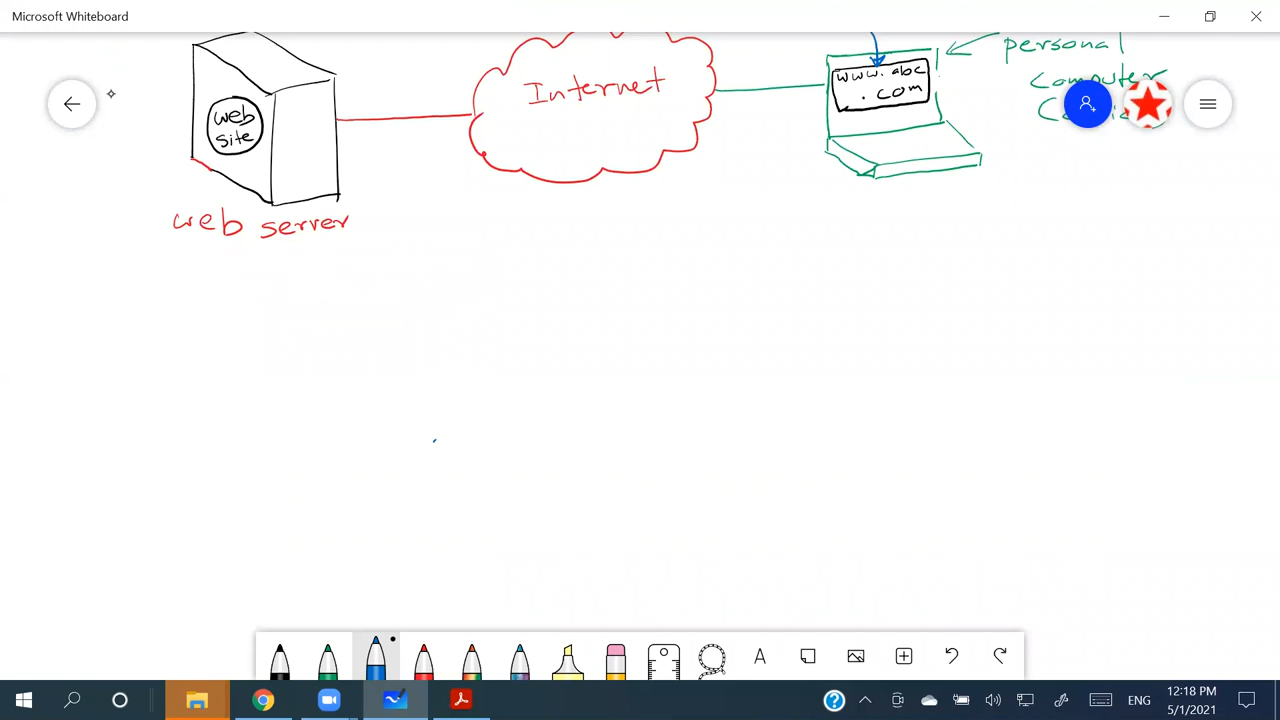 Microsoft Whiteboard
personal
computer
Internet
www.abc
.com
web
site
web server
A
?
ENG
12:18 PM
5/1/2021